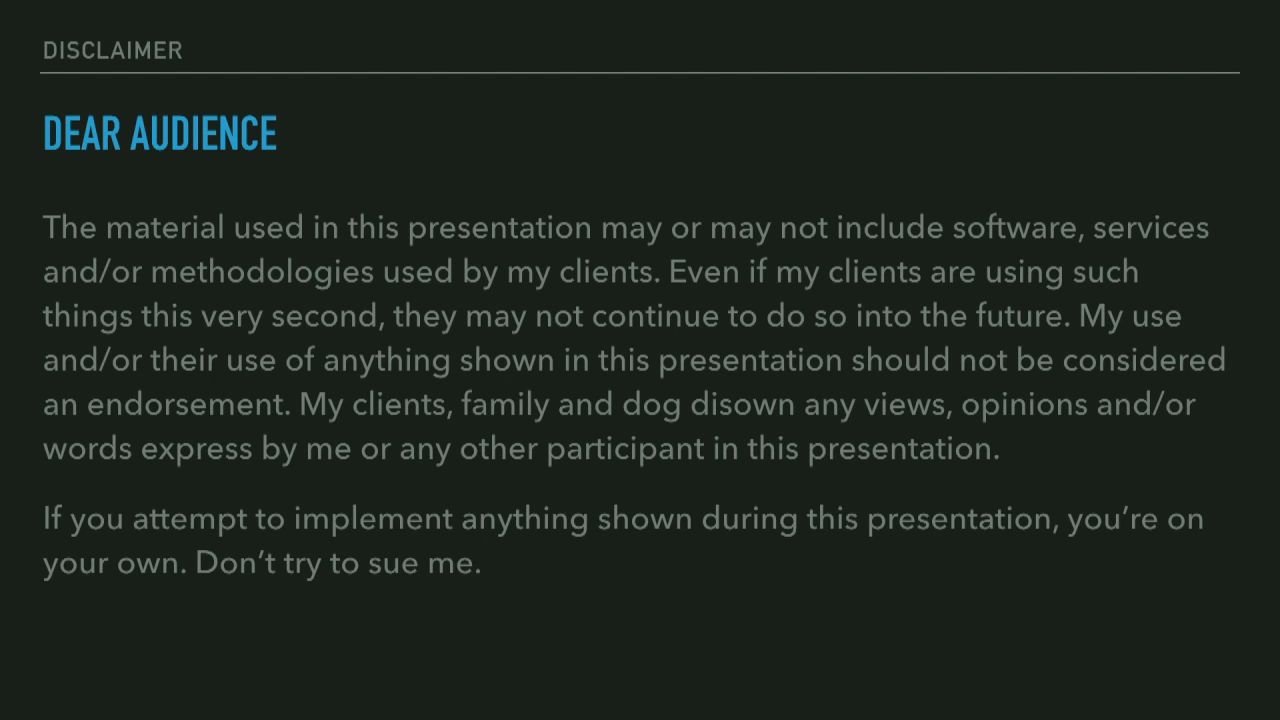 DISCLAIMER
DEAR AUDIENCE
The material used in this presentation may or may not include software, services
and/or methodologies used by my clients. Even if my clients are using such
things this very second, they may not continue to do so into the future. My use
and/or their use of anything shown in this presentation should not be considered
an endorsement. My clients, family and dog disown any views, opinions and/or
words express by me or any other participant in this presentation.
If you attempt to implement anything shown during this presentation, you’re on
your own. Don’t try to sue me.